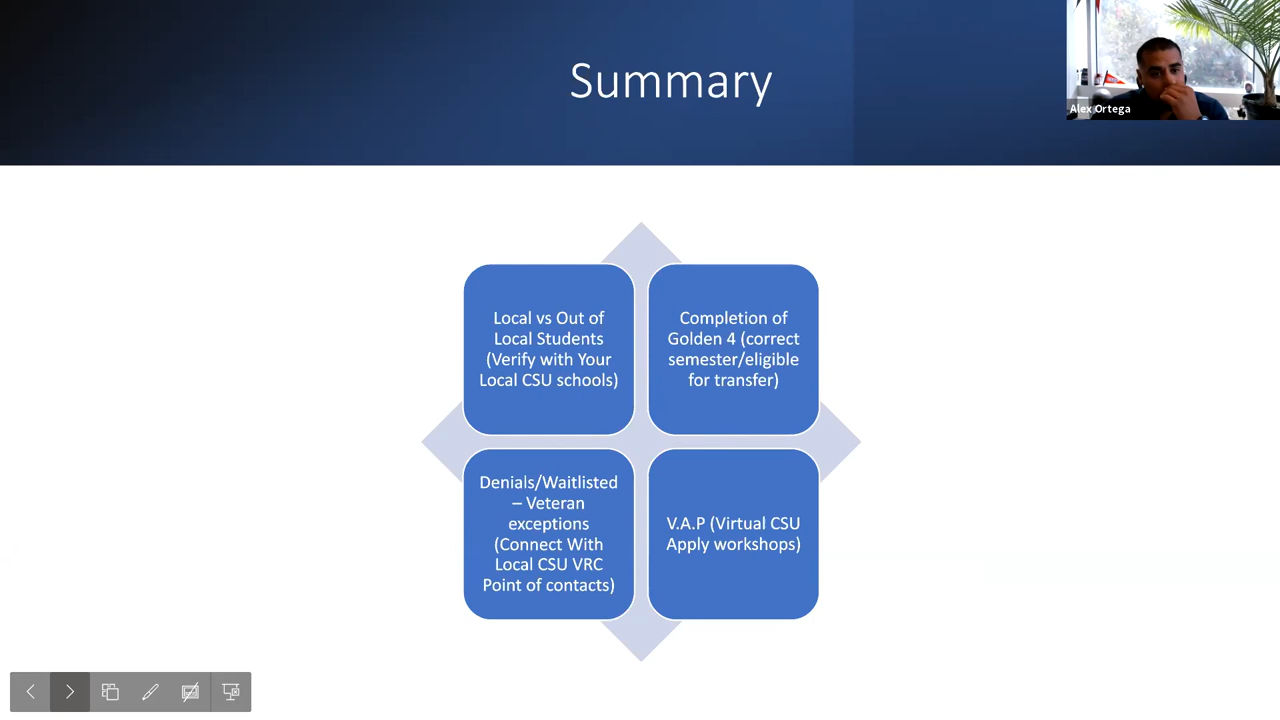 Summary
Alex Ortega
Local vs Out of
Local Students
(Verify with Your
Local CSU schools)
Completion of
Golden 4 (correct
semester/eligible
for transfer)
Denials/Waitlisted
– Veteran
exceptions
(Connect With
Local CSU VRC
Point of contacts)
V.A.P (Virtual CSU
Apply workshops)